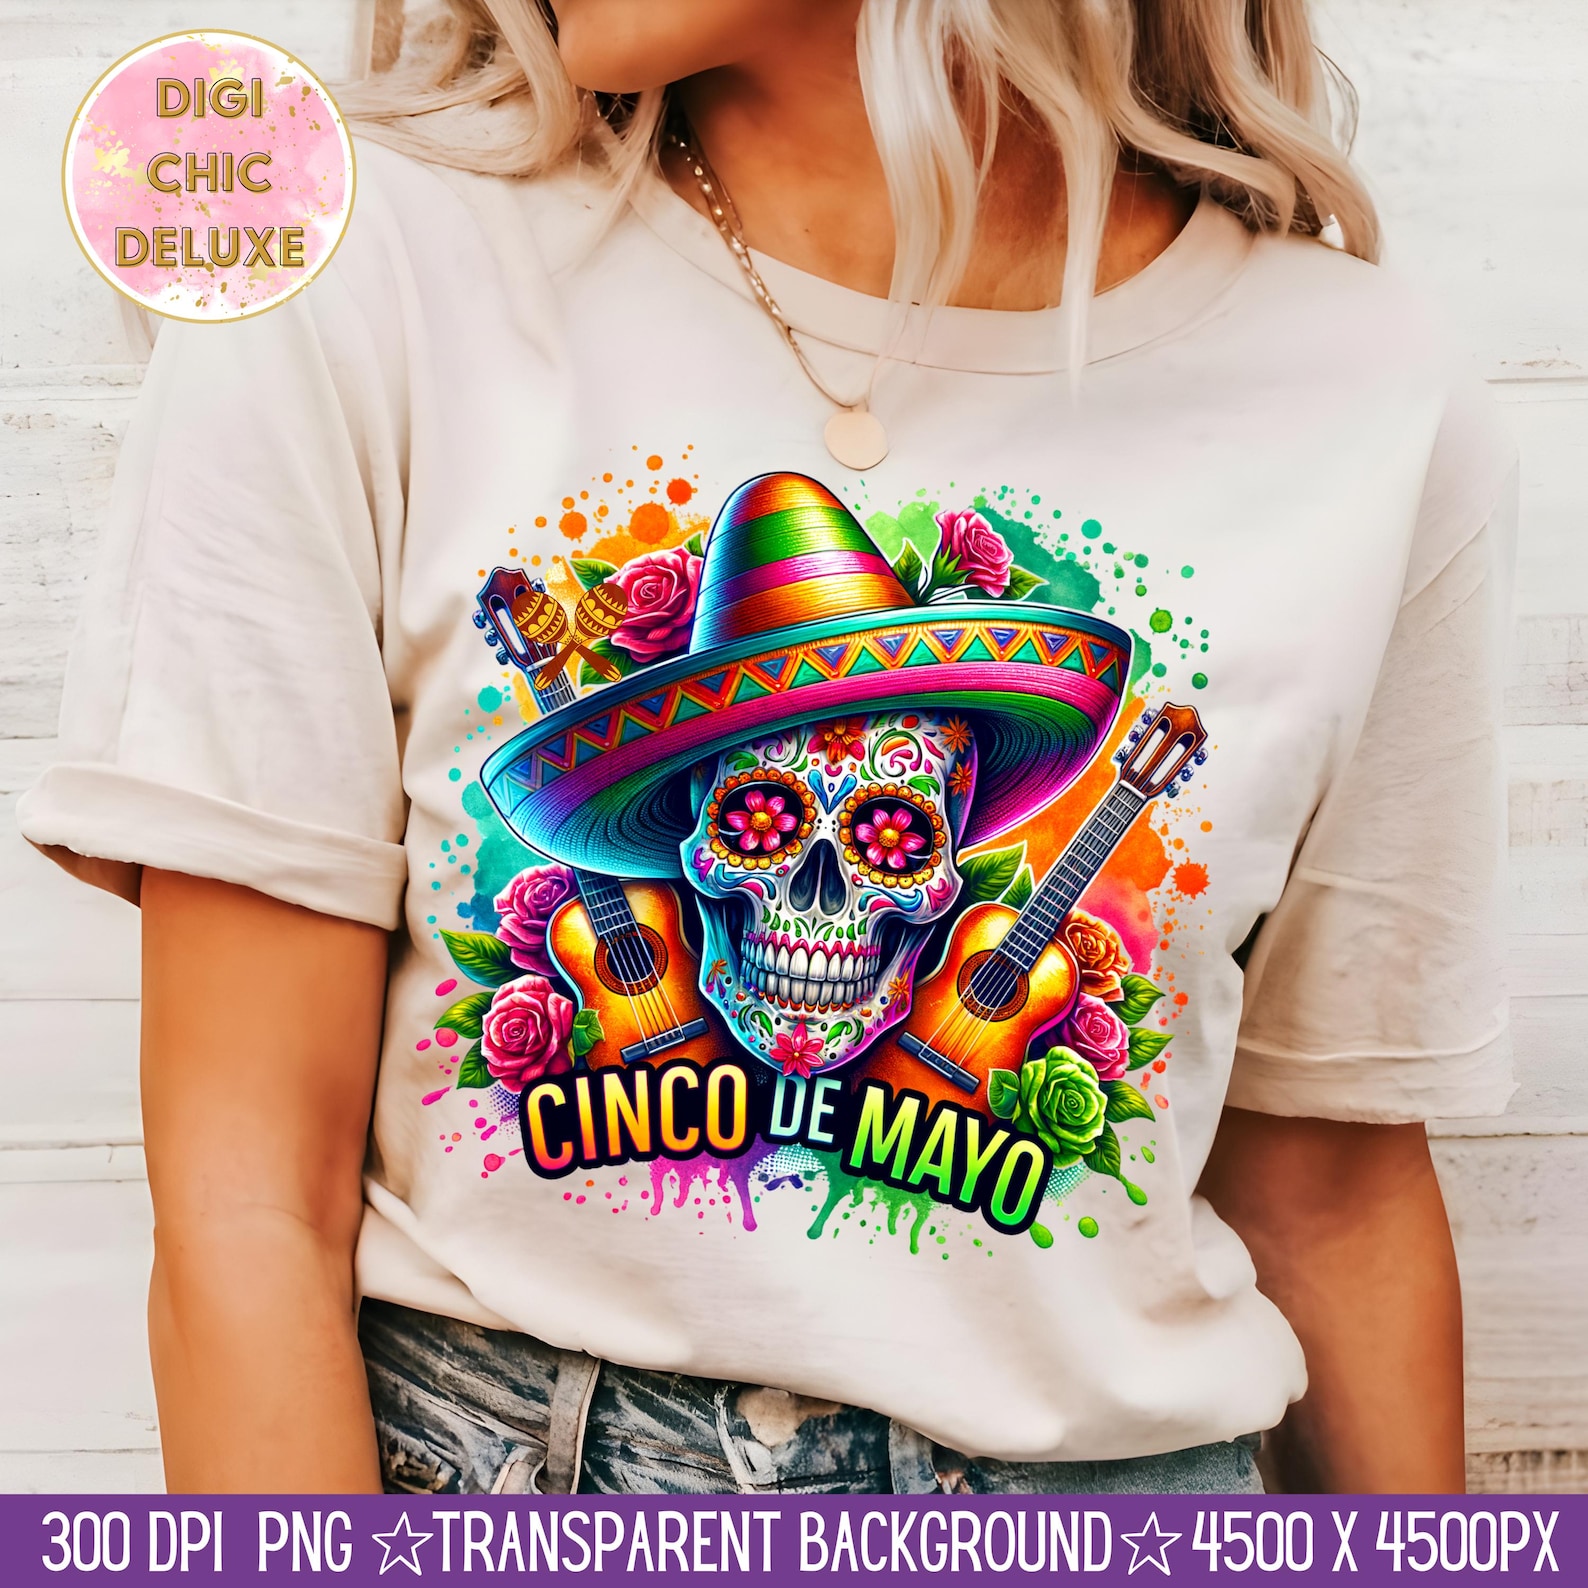 DIGI
CHIC
DELUXE
CINCO DE MAYO
300 DPI PNG ☆TRANSPARENT BACKGROUND☆ 4500 X 4500PX